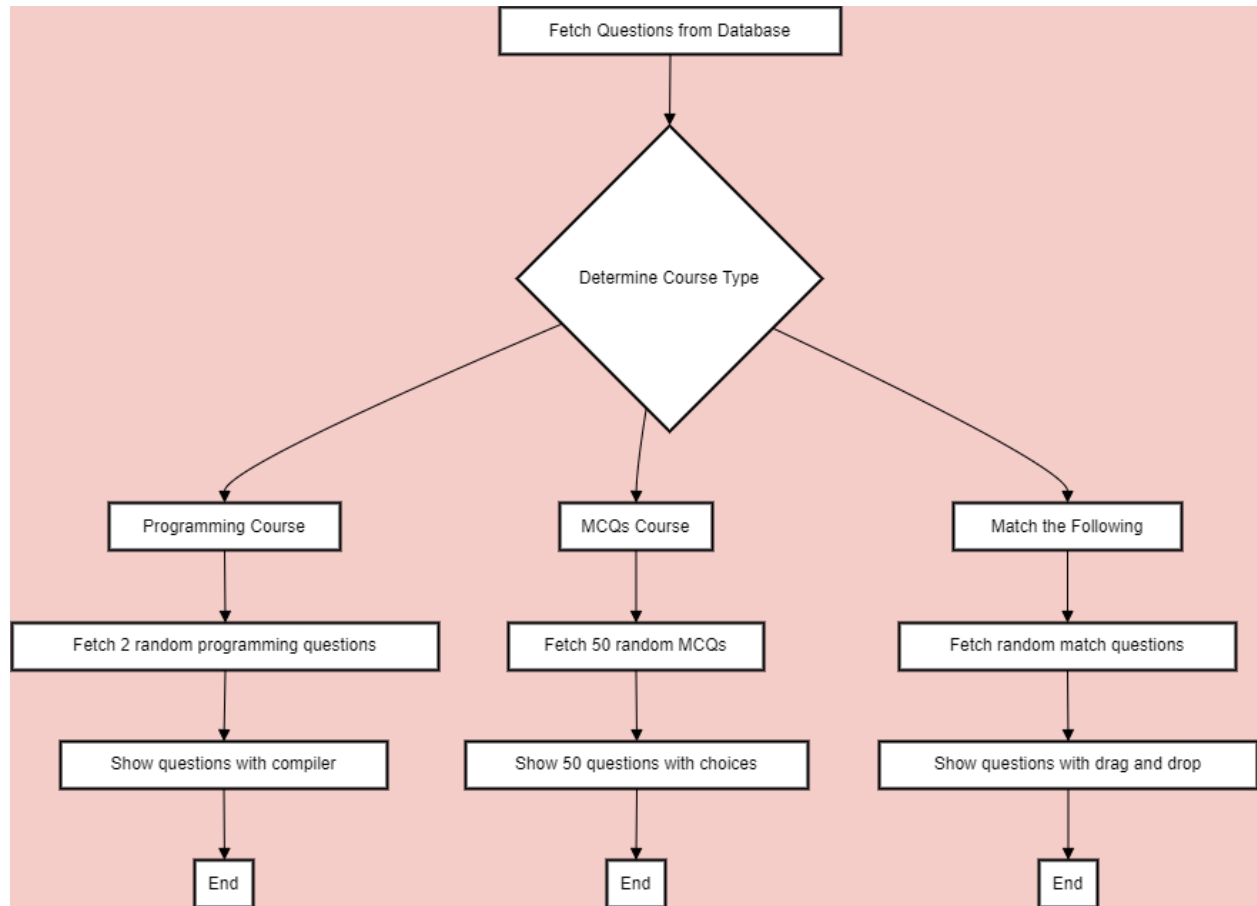 Fetch Questions from Database
Determine Course Type
Programming Course
MCQs Course
Match the Following
Fetch 2 random programming questions
Fetch 50 random MCQs
Fetch random match questions
Show questions with compiler
Show 50 questions with choices
Show questions with drag and drop
End
End
End